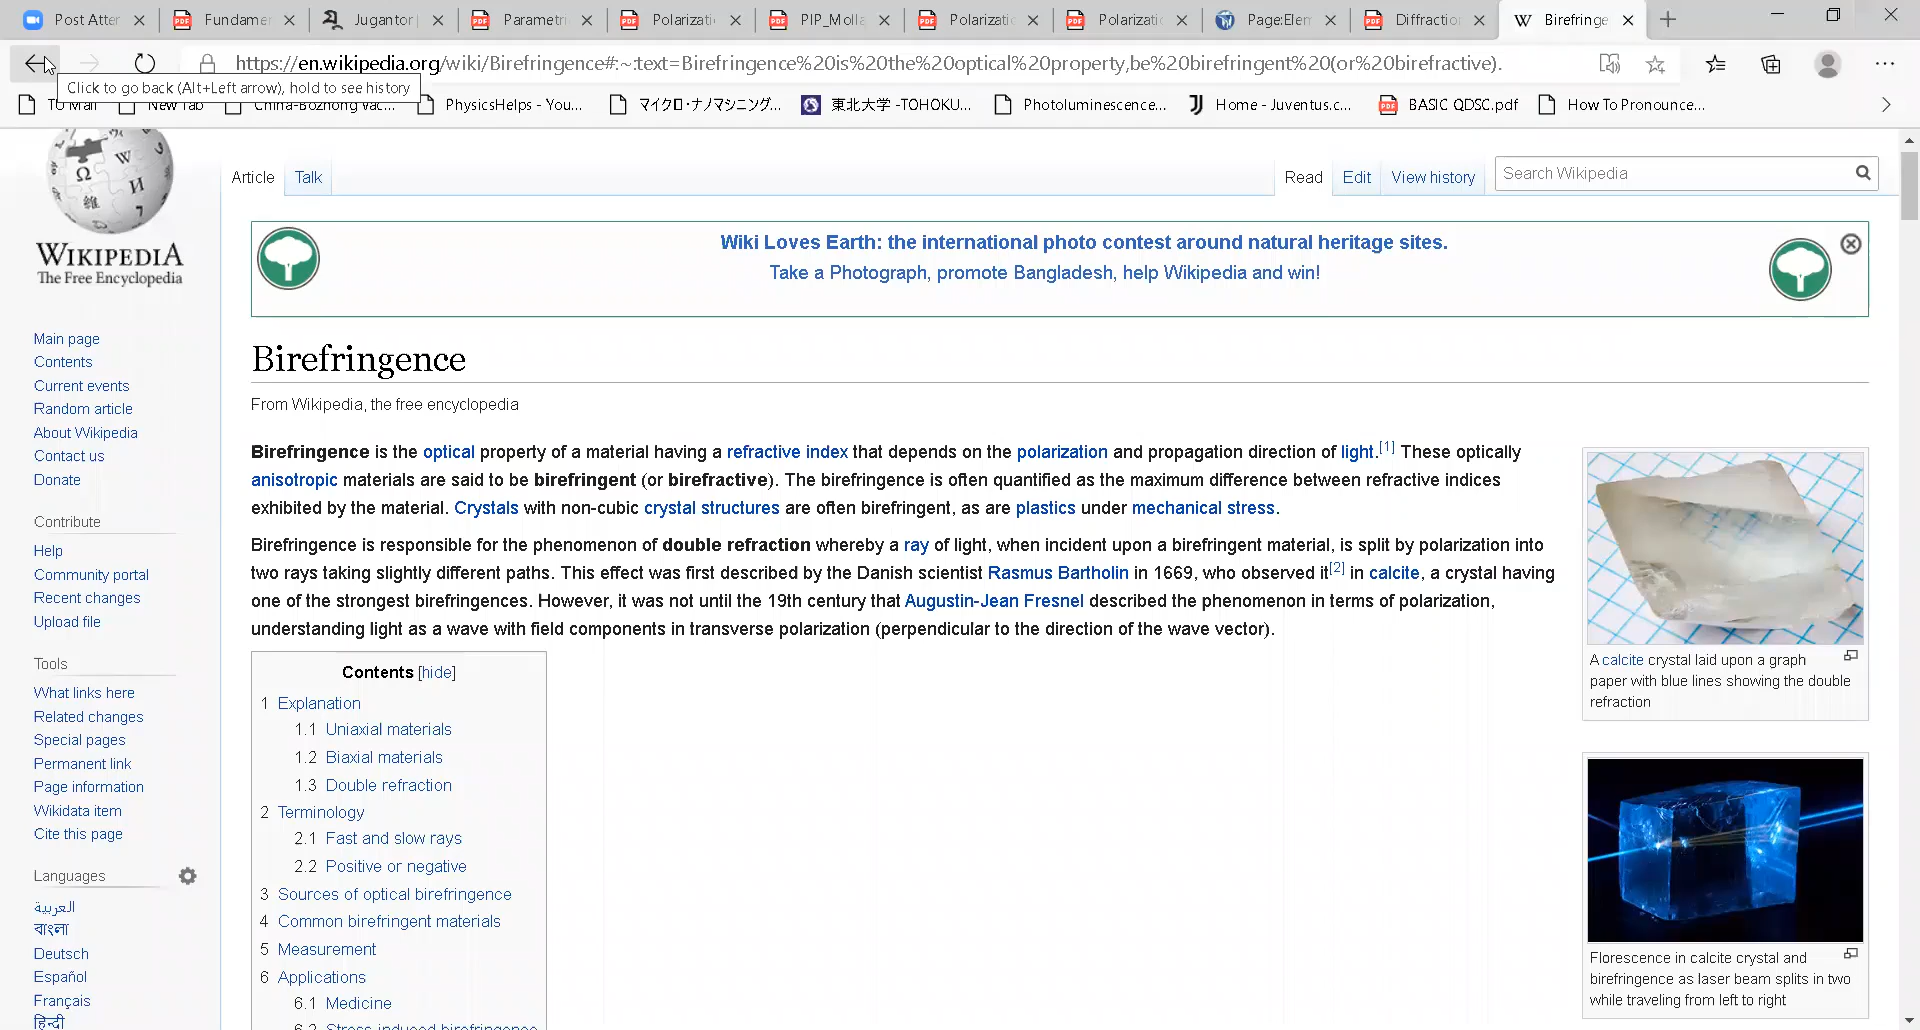 Post Atter
Fundamer
Jugantor
Parametri
Polarizati
PIP_Molla
Polarizatic
Polarizatic
Page:Elem
Diffraction
Birefringe
https://en.wikipedia.org/wiki/Birefringence#:~:text=Birefringence%20is%20the%20optical%20property,be%20birefringent%20(or%20birefractive).
Click to go back (Alt+Left arrow), hold to see history
TU Mail
New Tab
China-Bozhong vac...
PhysicsHelps - You...
マイクロ・ナノマシニング...
東北大学 -TOHOKU...
Photoluminescence...
Home - Juventus.c...
BASIC QDSC.pdf
How To Pronounce...
WIKIPEDIA
The Free Encyclopedia
Article
Talk
Read
Edit
View history
Search Wikipedia
Wiki Loves Earth: the international photo contest around natural heritage sites.
Take a Photograph, promote Bangladesh, help Wikipedia and win!
Main page
Contents
Current events
Random article
About Wikipedia
Contact us
Donate
Contribute
Help
Community portal
Recent changes
Upload file
Tools
What links here
Related changes
Special pages
Permanent link
Page information
Wikidata item
Cite this page
Languages
العربية
বাংলা
Deutsch
Español
Français
हिन्दी
Birefringence
From Wikipedia, the free encyclopedia
Birefringence is the optical property of a material having a refractive index that depends on the polarization and propagation direction of light.[1] These optically
anisotropic materials are said to be birefringent (or birefractive). The birefringence is often quantified as the maximum difference between refractive indices
exhibited by the material. Crystals with non-cubic crystal structures are often birefringent, as are plastics under mechanical stress.
Birefringence is responsible for the phenomenon of double refraction whereby a ray of light, when incident upon a birefringent material, is split by polarization into
two rays taking slightly different paths. This effect was first described by the Danish scientist Rasmus Bartholin in 1669, who observed it[2] in calcite, a crystal having
one of the strongest birefringences. However, it was not until the 19th century that Augustin-Jean Fresnel described the phenomenon in terms of polarization,
understanding light as a wave with field components in transverse polarization (perpendicular to the direction of the wave vector).
Contents [hide]
1 Explanation
1.1 Uniaxial materials
1.2 Biaxial materials
1.3 Double refraction
2 Terminology
2.1 Fast and slow rays
2.2 Positive or negative
3 Sources of optical birefringence
4 Common birefringent materials
5 Measurement
6 Applications
6.1 Medicine
6.2 Stress-induced birefringence
A calcite crystal laid upon a graph
paper with blue lines showing the double
refraction
Florescence in calcite crystal and
birefringence as laser beam splits in two
while traveling from left to right